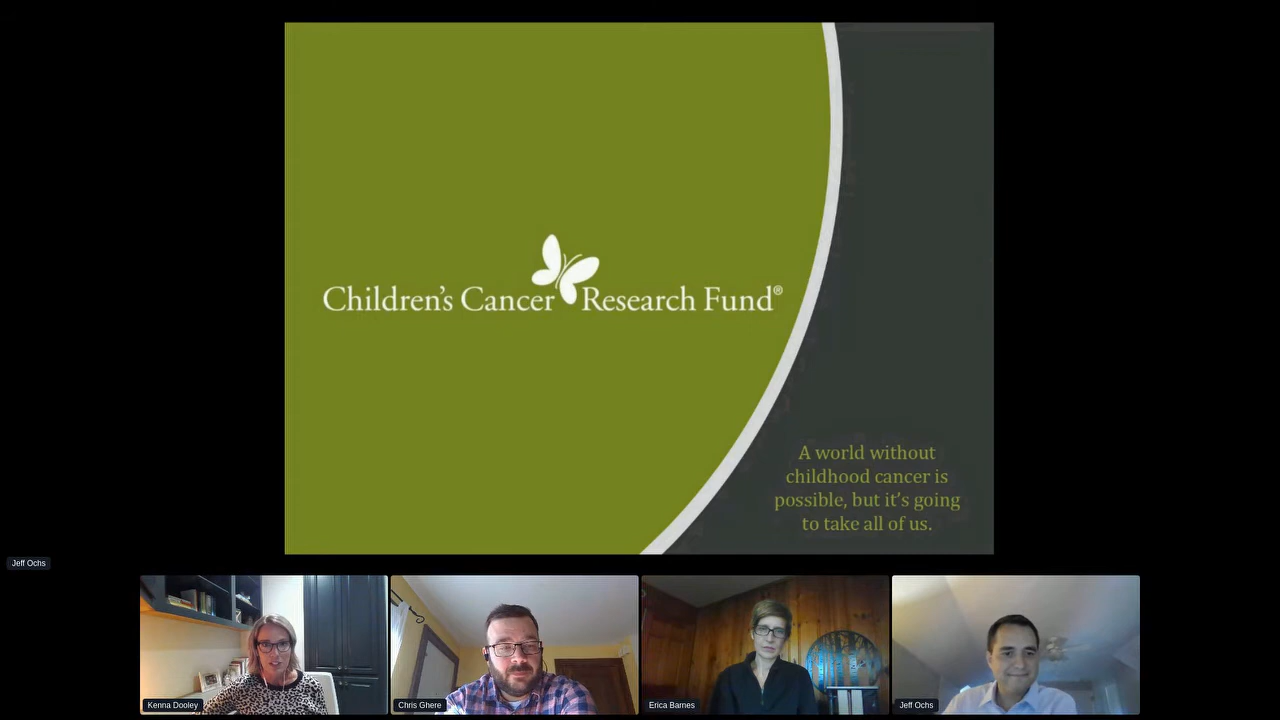 Children's Cancer Research Fund®
A world without
childhood cancer is
possible, but it's going
to take all of us.
Jeff Ochs
Kenna Dooley
Chris Ghere
Erica Barnes
Jeff Ochs